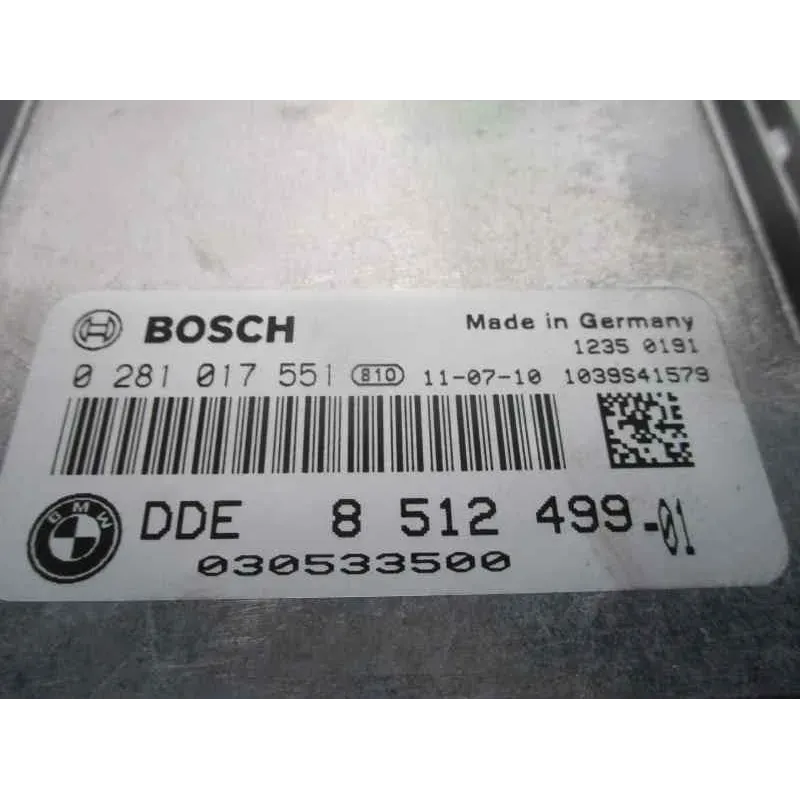 BOSCH Made in Germany
1235 0191
0 281 017 551 810 11-07-10 1039S41579
BMW DDE 8 512 499-01
030533500